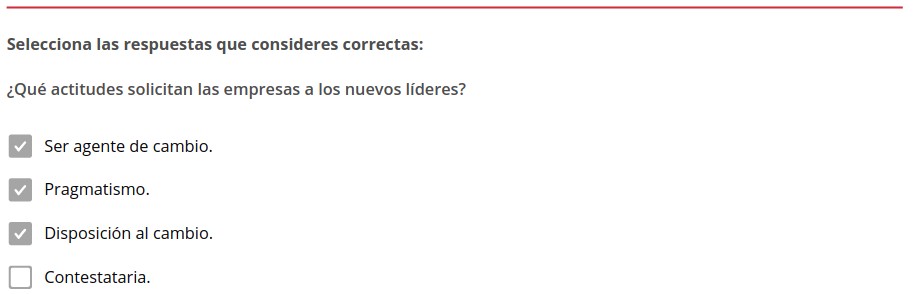 Selecciona las respuestas que consideres correctas:
¿Qué actitudes solicitan las empresas a los nuevos líderes?
Ser agente de cambio.
Pragmatismo.
Disposición al cambio.
Contestataria.